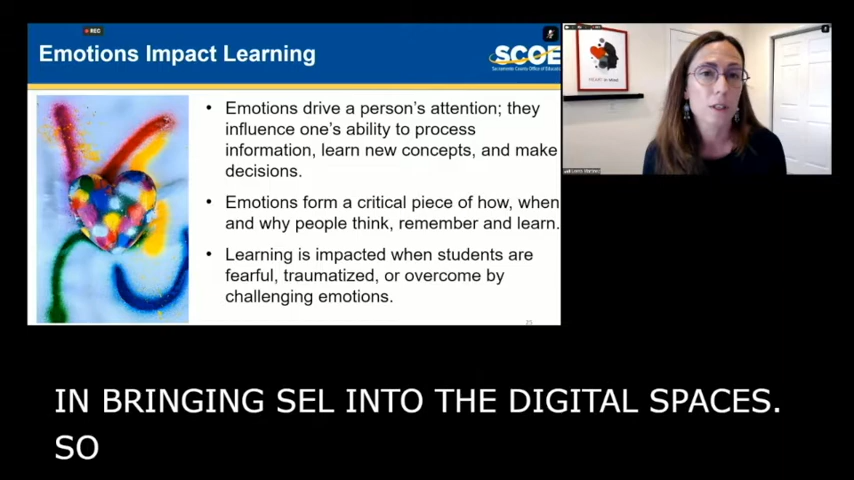 REC
Emotions Impact Learning
SCOE
Sacramento County Office of Educatio
• Emotions drive a person's attention; they
influence one's ability to process
information, learn new concepts, and make
decisions.
• Emotions form a critical piece of how, when
and why people think, remember and learn.
• Learning is impacted when students are
fearful, traumatized, or overcome by
challenging emotions.
25
IN BRINGING SEL INTO THE DIGITAL SPACES.
SO